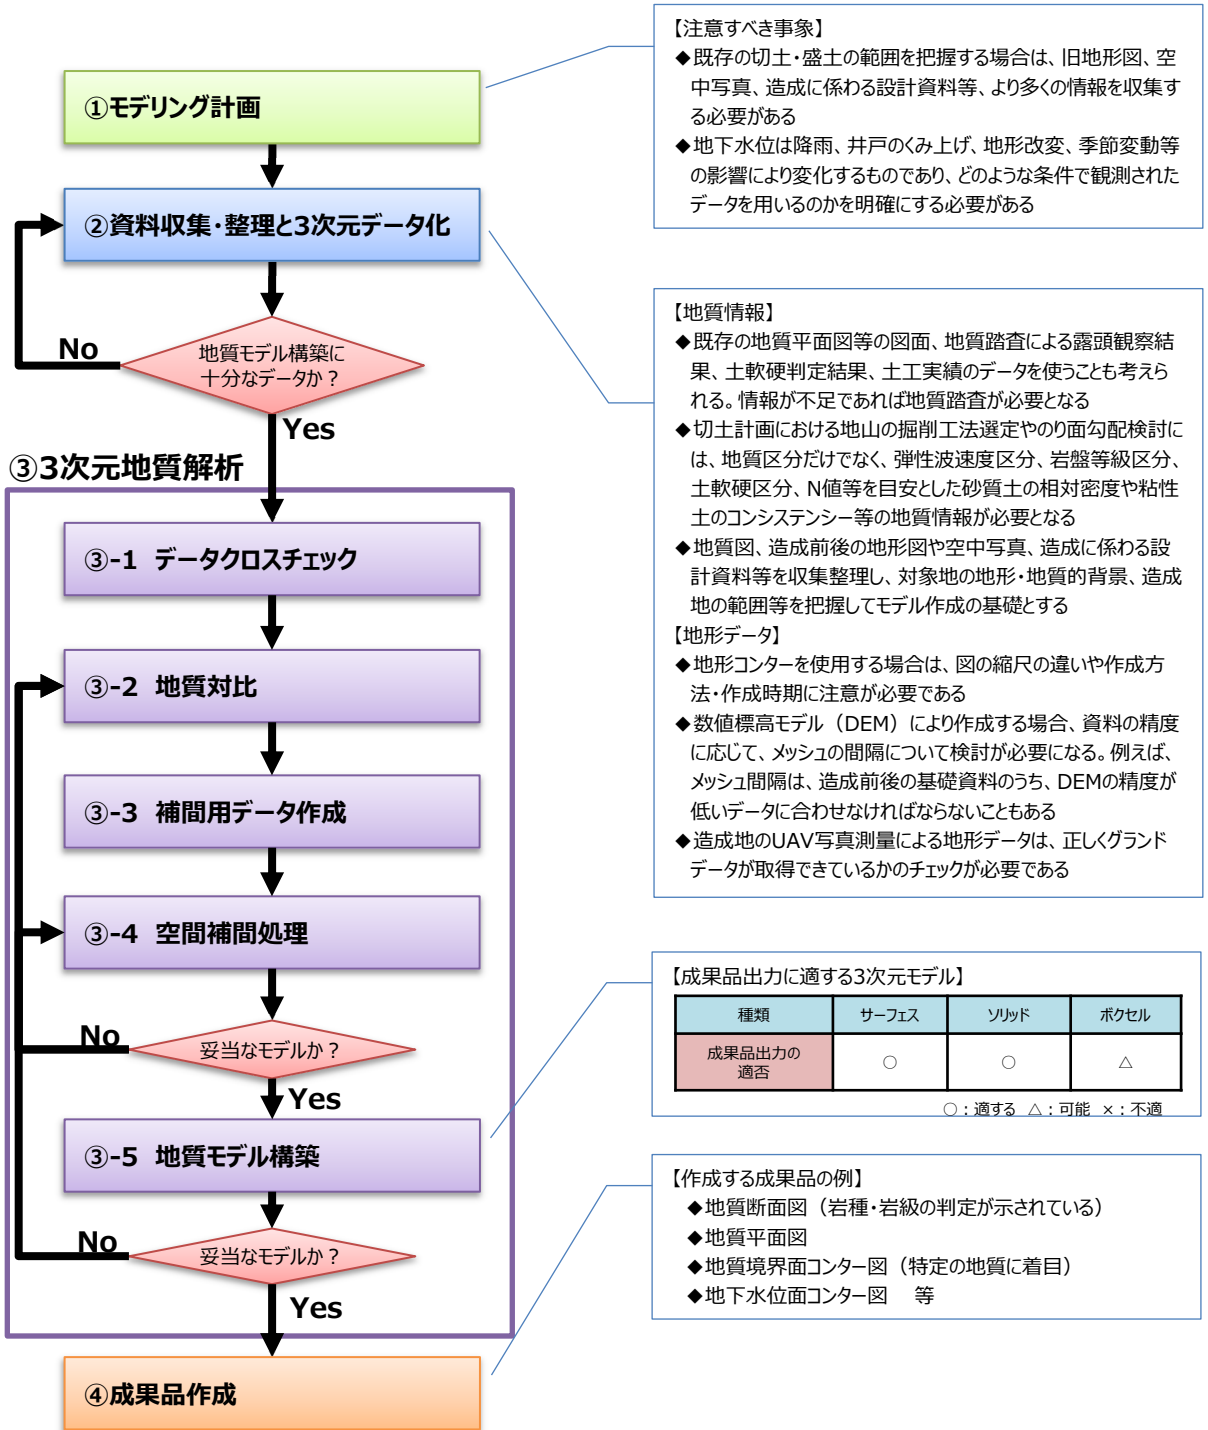 ①モデリング計画
②資料収集・整理と3次元データ化
No
地質モデル構築に
十分なデータか？
Yes
③3次元地質解析
③-1 データクロスチェック
③-2 地質対比
③-3 補間用データ作成
③-4 空間補間処理
No
妥当なモデルか？
Yes
③-5 地質モデル構築
No
妥当なモデルか？
Yes
④成果品作成
【注意すべき事象】
◆既存の切土・盛土の範囲を把握する場合は、旧地形図、空
中写真、造成に係わる設計資料等、より多くの情報を収集す
る必要がある
◆地下水位は降雨、井戸のくみ上げ、地形改変、季節変動等
の影響により変化するものであり、どのような条件で観測された
データを用いるのかを明確にする必要がある
【地質情報】
◆既存の地質平面図等の図面、地質踏査による露頭観察結
果、土軟硬判定結果、土工実績のデータを使うことも考えら
れる。情報が不足であれば地質踏査が必要となる
◆切土計画における地山の掘削工法選定やのり面勾配検討に
は、地質区分だけでなく、弾性波速度区分、岩盤等級区分、
土軟硬区分、N値等を目安とした砂質土の相対密度や粘性
土のコンシステンシー等の地質情報が必要となる
◆地質図、造成前後の地形図や空中写真、造成に係わる設
計資料等を収集整理し、対象地の地形・地質的背景、造成
地の範囲等を把握してモデル作成の基礎とする
【地形データ】
◆地形コンターを使用する場合は、図の縮尺の違いや作成方
法・作成時期に注意が必要である
◆数値標高モデル（DEM）により作成する場合、資料の精度
に応じて、メッシュの間隔について検討が必要になる。例えば、
メッシュ間隔は、造成前後の基礎資料のうち、DEMの精度が
低いデータに合わせなければならないこともある
◆造成地のUAV写真測量による地形データは、正しくグランド
データが取得できているかのチェックが必要である
【成果品出力に適する3次元モデル】
種類 サーフェス ソリッド ボクセル
成果品出力の
適否 ○ ○ △
○：適する △：可能 ×：不適
【作成する成果品の例】
◆地質断面図（岩種・岩級の判定が示されている）
◆地質平面図
◆地質境界面コンター図（特定の地質に着目）
◆地下水位面コンター図 等